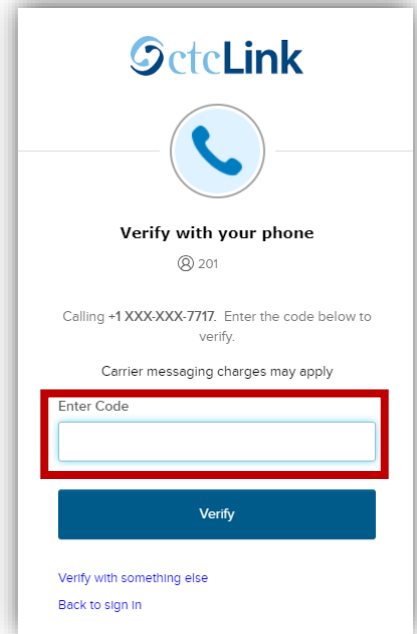 ctcLink
Verify with your phone
201
Calling +1 XXX-XXX-7717. Enter the code below to
verify.
Carrier messaging charges may apply
Enter Code
Verify
Verify with something else
Back to sign in